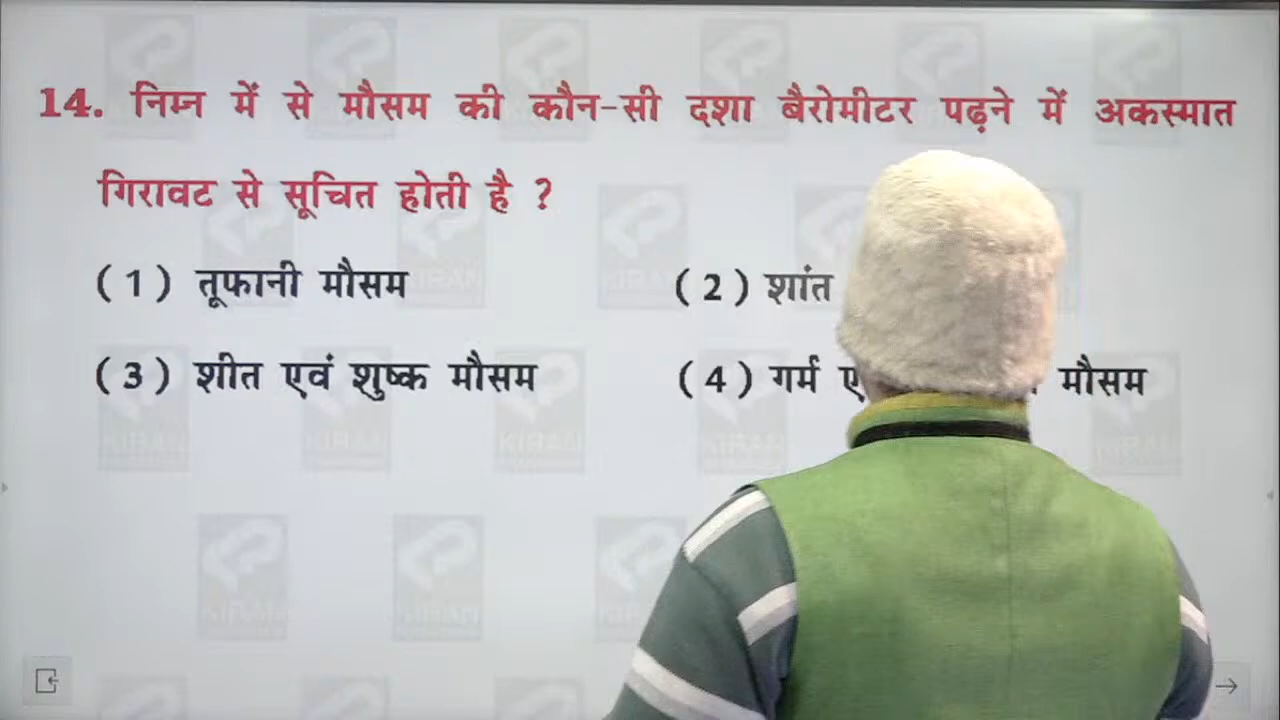 14. निम्न में से मौसम की कौन-सी दशा बैरोमीटर पढ़ने में अकस्मात
गिरावट से सूचित होती है ?
(1) तूफानी मौसम
(2) शांत
(3) शीत एवं शुष्क मौसम
(4) गर्म मौसम